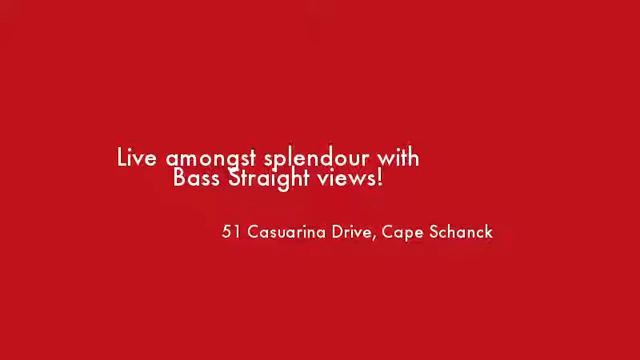 Live amongst splendour with
Bass Straight views!
51 Casuarina Drive, Cape Schanck